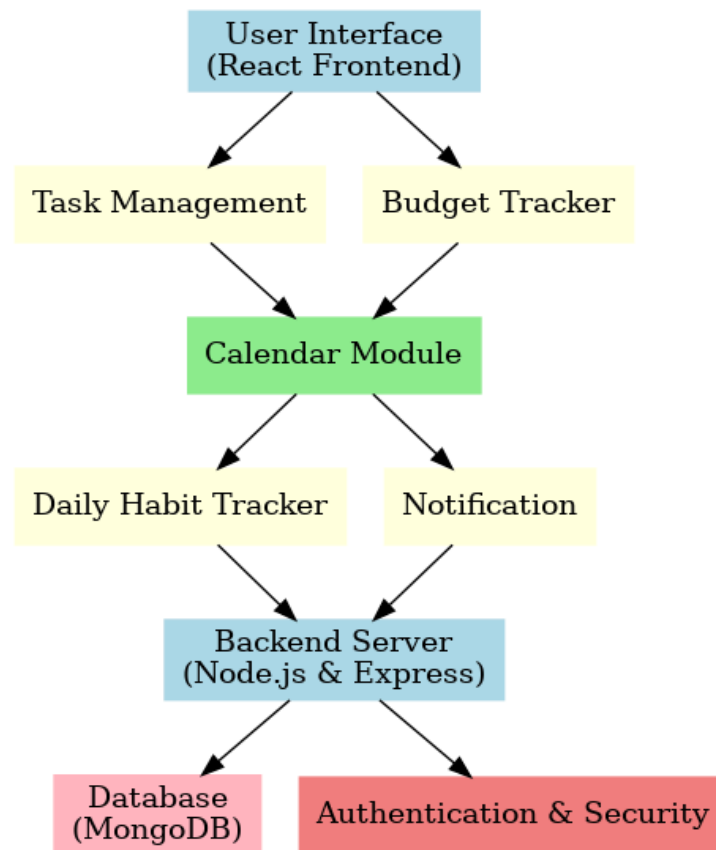 User Interface
(React Frontend)
Task Management
Budget Tracker
Calendar Module
Daily Habit Tracker
Notification
Backend Server
(Node.js & Express)
Database
(MongoDB)
Authentication & Security